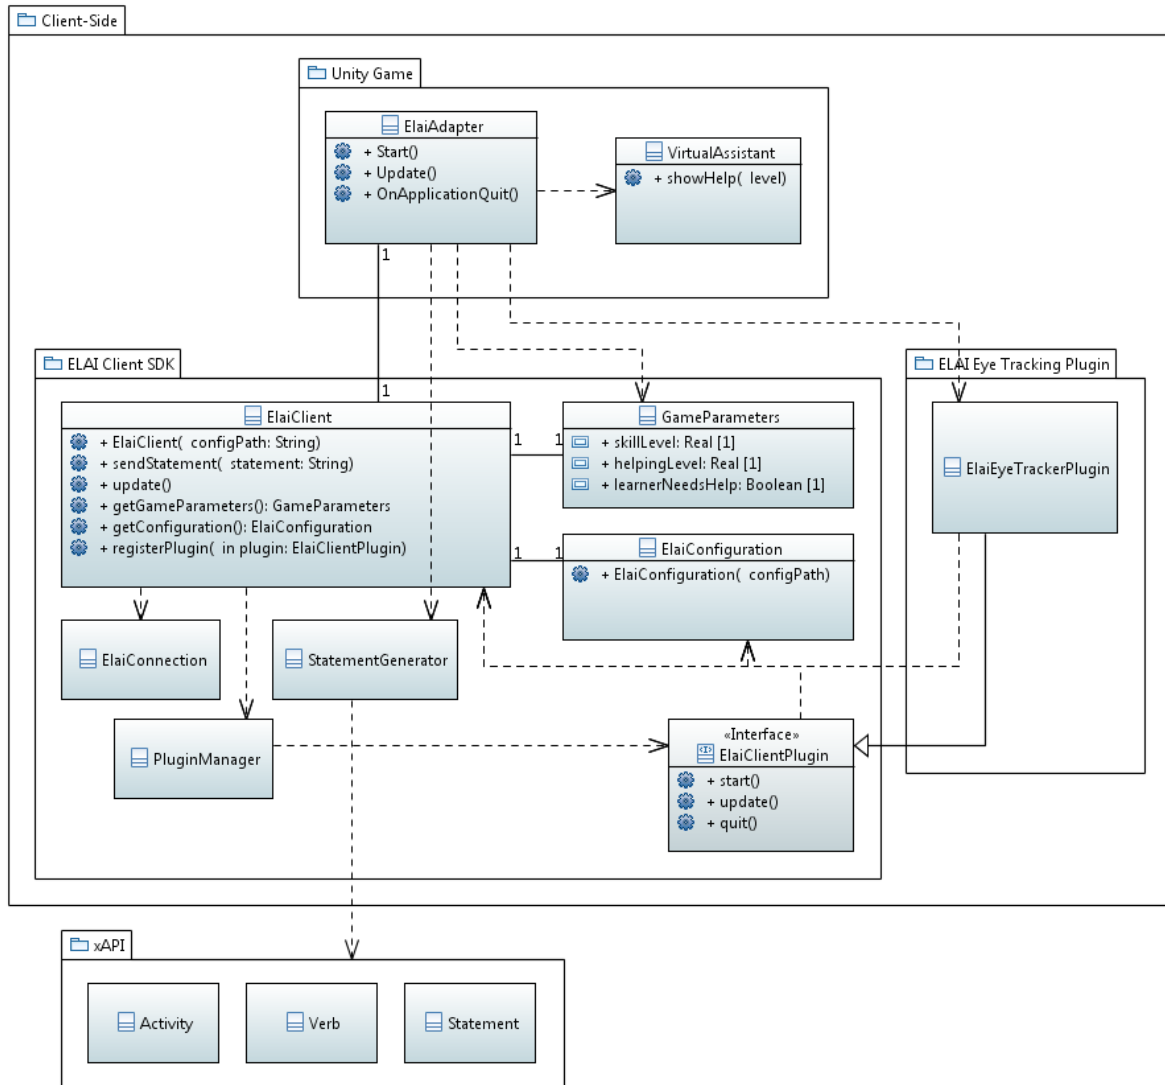 Client-Side
Unity Game
ElaiAdapter
+ Start()
+ Update()
+ OnApplicationQuit()
VirtualAssistant
+ showHelp( level)
1
1
ELAI Client SDK
ElaiClient
+ ElaiClient( configPath: String)
+ sendStatement( statement: String)
+ update()
+ getGameParameters(): GameParameters
+ getConfiguration(): ElaiConfiguration
+ registerPlugin( in plugin: ElaiClientPlugin)
1
1
GameParameters
+ skillLevel: Real [1]
+ helpingLevel: Real [1]
+ learnerNeedsHelp: Boolean [1]
1
1
ElaiConfiguration
+ ElaiConfiguration( configPath)
ELAI Eye Tracking Plugin
ElaiEyeTrackerPlugin
ElaiConnection
StatementGenerator
PluginManager
«Interface»
ElaiClientPlugin
+ start()
+ update()
+ quit()
xAPI
Activity
Verb
Statement